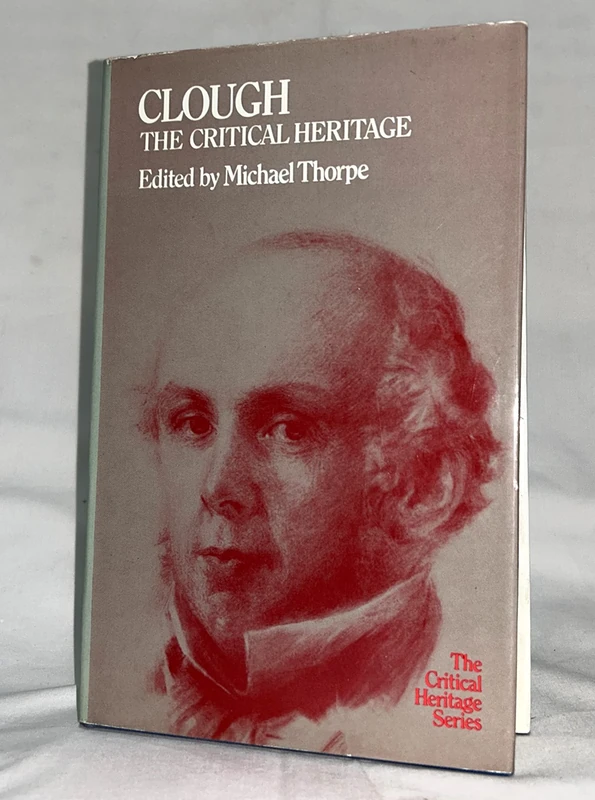 CLOUGH
THE CRITICAL HERITAGE
Edited by Michael Thorpe
The
Critical
Heritage
Series